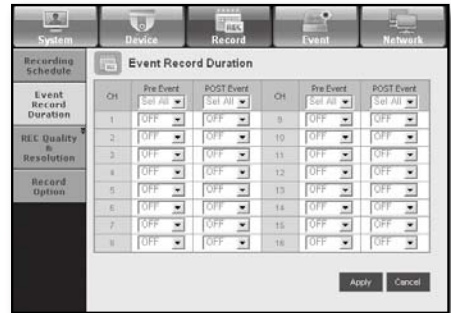 System Device Record Event Network
REC
Recording
Schedule
Event
Record
Duration
REC Quality
&
Resolution
Record
Option
Event Record Duration
CH Pre Event POST Event CH Pre Event POST Event
Sel All Sel All Sel All Sel All
1 OFF OFF 9 OFF OFF
2 OFF OFF 10 OFF OFF
3 OFF OFF 11 OFF OFF
4 OFF OFF 12 OFF OFF
5 OFF OFF 13 OFF OFF
6 OFF OFF 14 OFF OFF
7 OFF OFF 15 OFF OFF
8 OFF OFF 16 OFF OFF
Apply Cancel